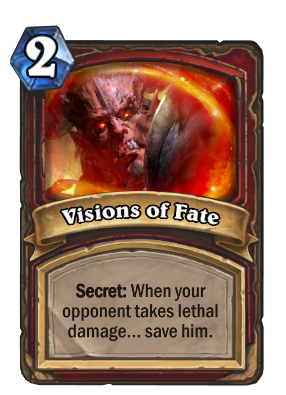 2
Visions of Fate
Secret: When your
opponent takes lethal
damage... save him.